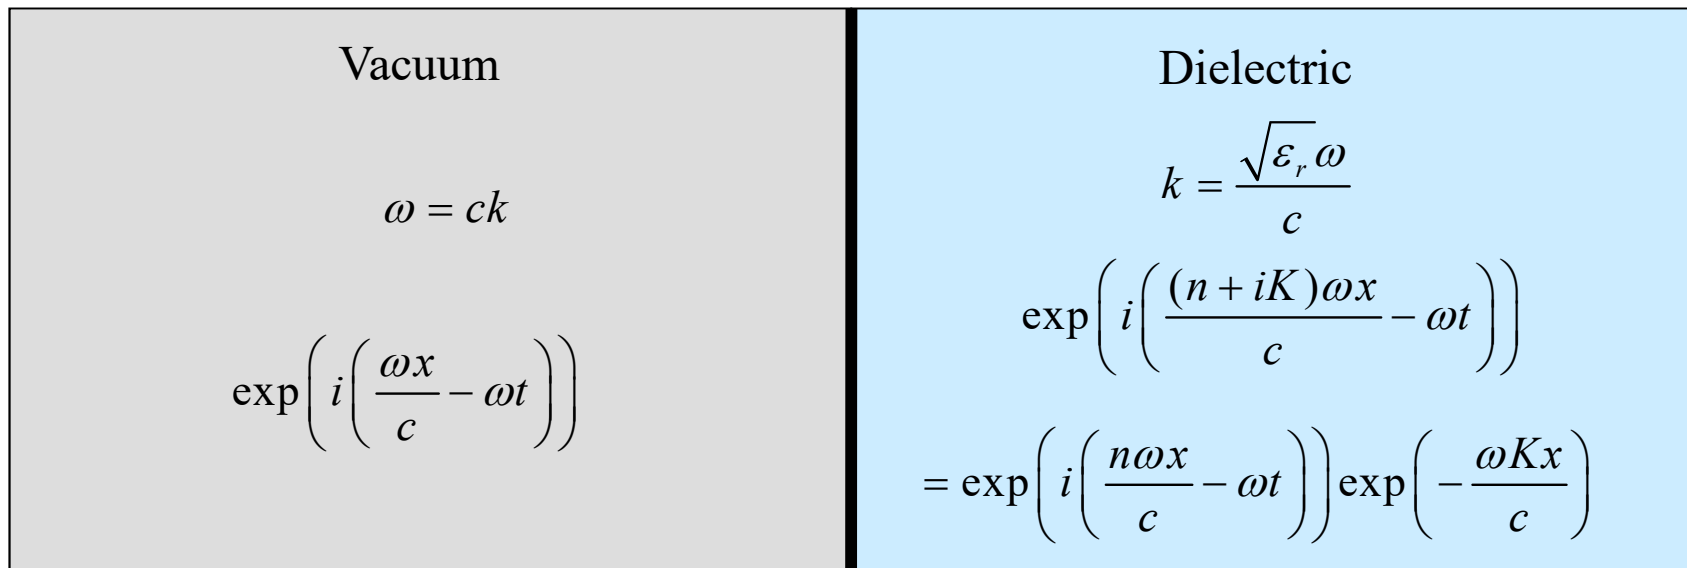 Vacuum
ω = ck
exp(i(ωx/c − ωt))
Dielectric
k = √ε_r ω/c
exp(i((n + iK)ωx/c − ωt))
= exp(i(nωx/c − ωt))exp(−ωKx/c)